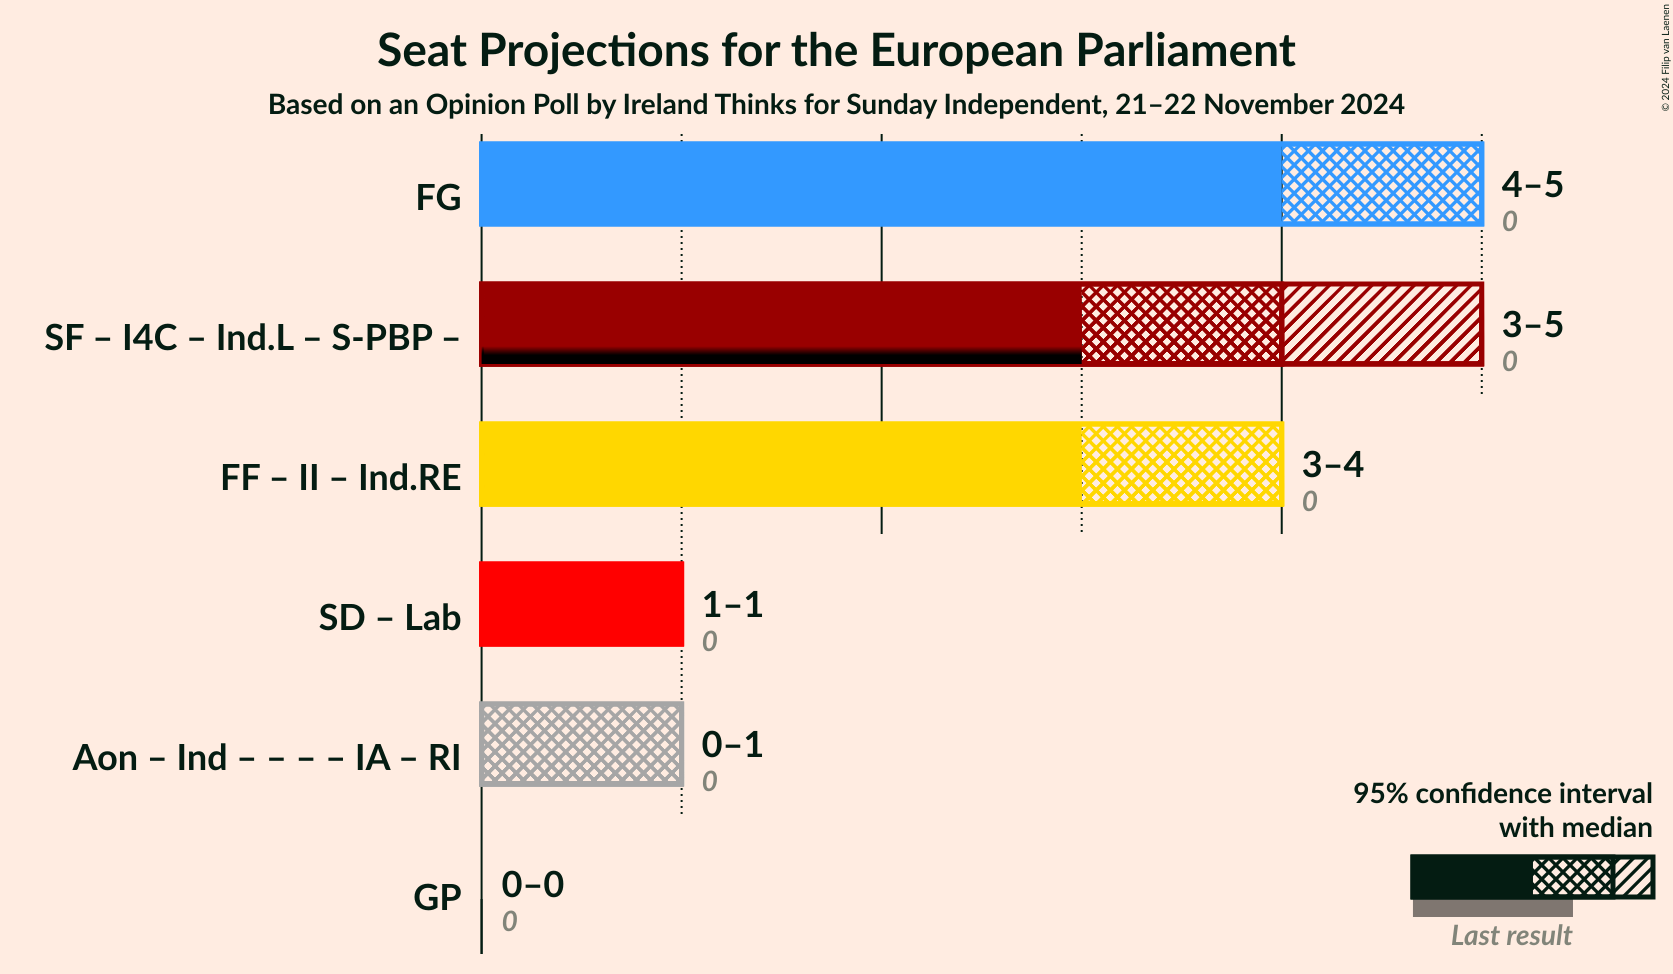 Seat Projections for the European Parliament
Based on an Opinion Poll by Ireland Thinks for Sunday Independent, 21–22 November 2024
© 2024 Filip van Laenen
FG
4–5
0
SF – I4C – Ind.L – S-PBP –
3–5
0
FF – II – Ind.RE
3–4
0
SD – Lab
1–1
0
Aon – Ind – – – – IA – RI
0–1
0
GP
0–0
0
95% confidence interval
with median
Last result